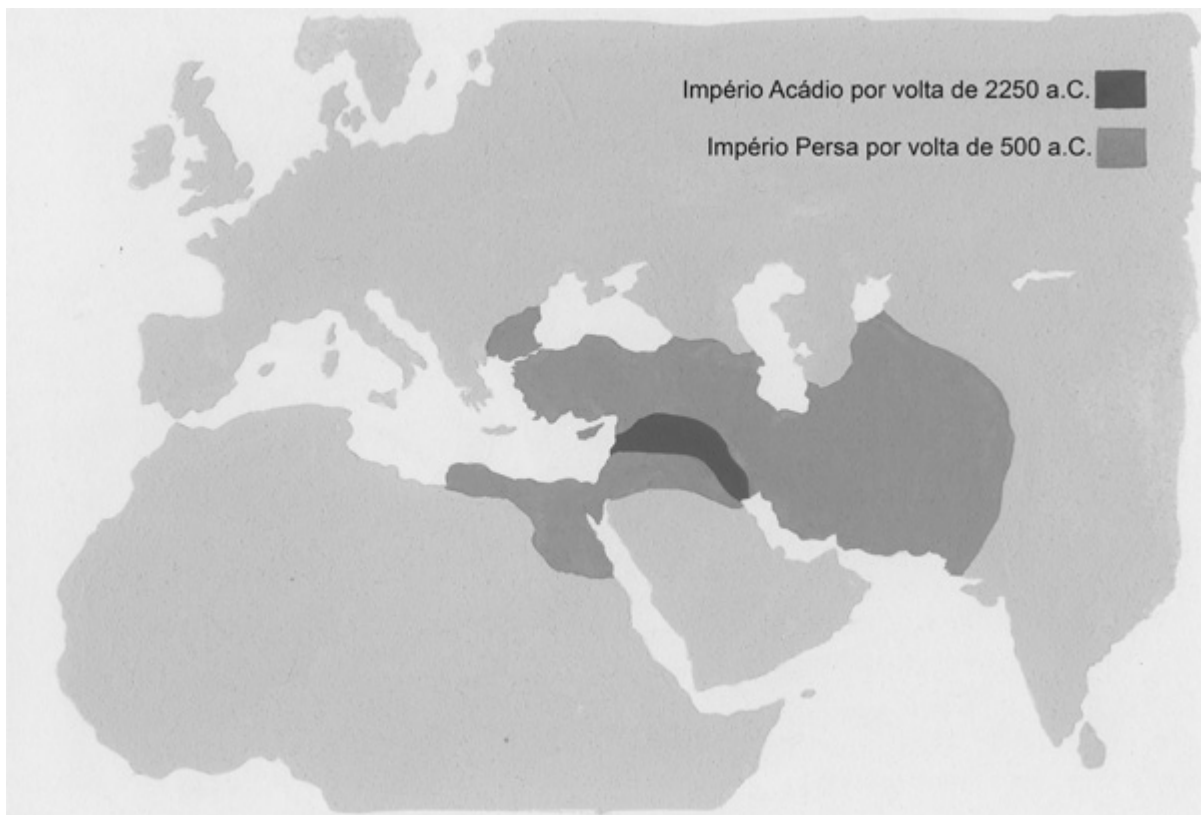 Império Acádio por volta de 2250 a.C.
Império Persa por volta de 500 a.C.